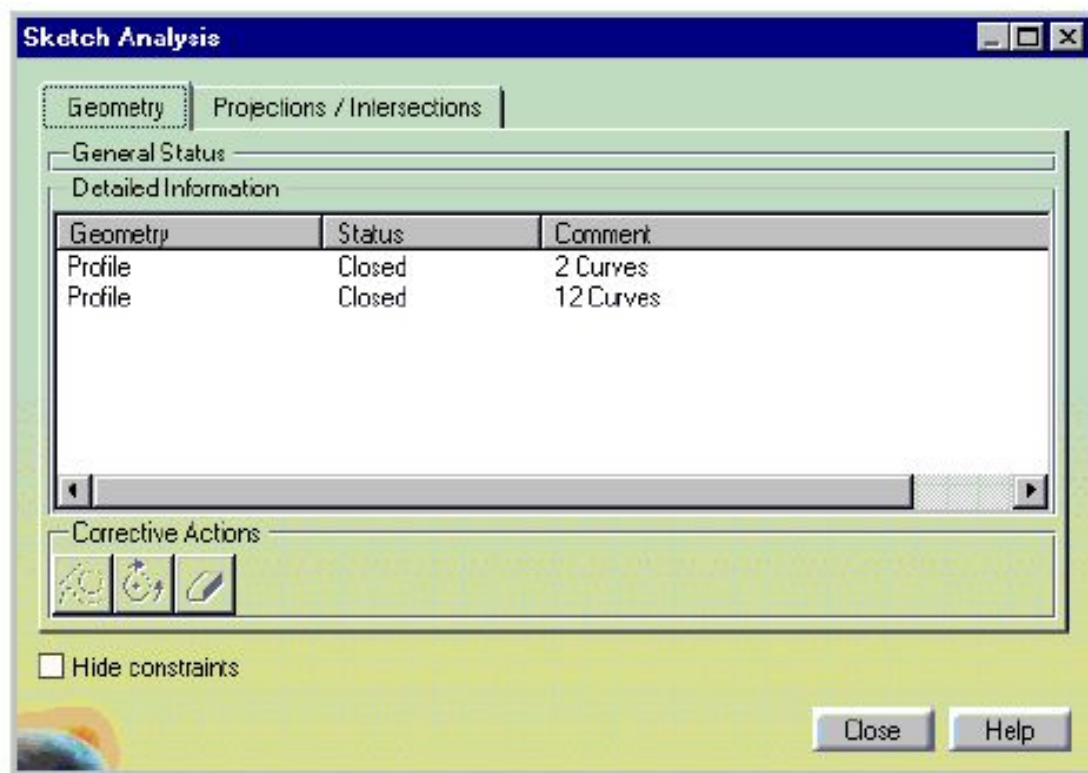 Sketch Analysis
Geometry
Projections / Intersections
General Status
Detailed Information
Geometry Status Comment
Profile Closed 2 Curves
Profile Closed 12 Curves
Corrective Actions
Hide constraints
Close Help